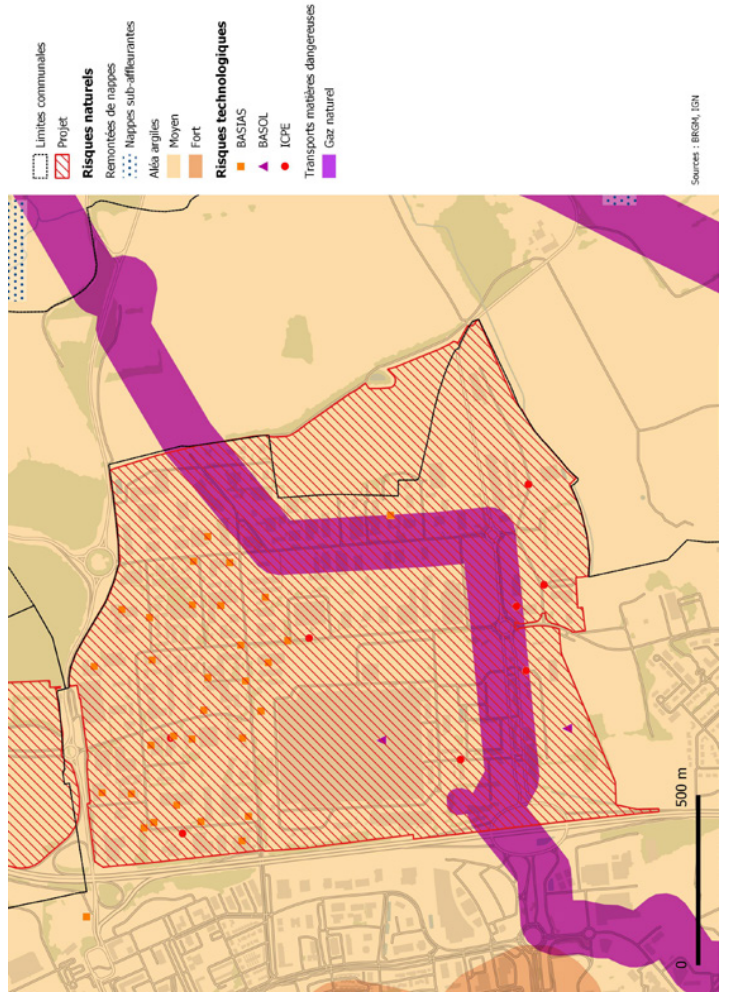 Limites communales
Projet
Risques naturels
Remontées de nappes
Nappes sub-affleurantes
Aléa argiles
Moyen
Fort
Risques technologiques
BASIAS
BASOL
ICPE
Transports matières dangereuses
Gaz naturel
Sources : BRGM, IGN
0
500 m